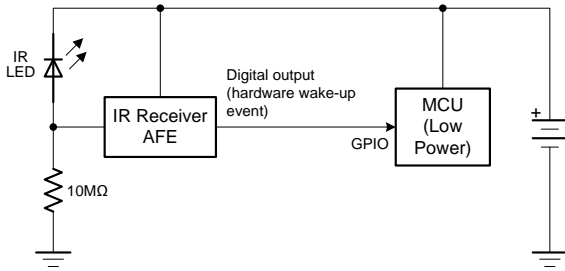 IR
LED
Digital output
(hardware wake-up
event)
IR Receiver
AFE
MCU
(Low
Power)
GPIO
+
10MΩ